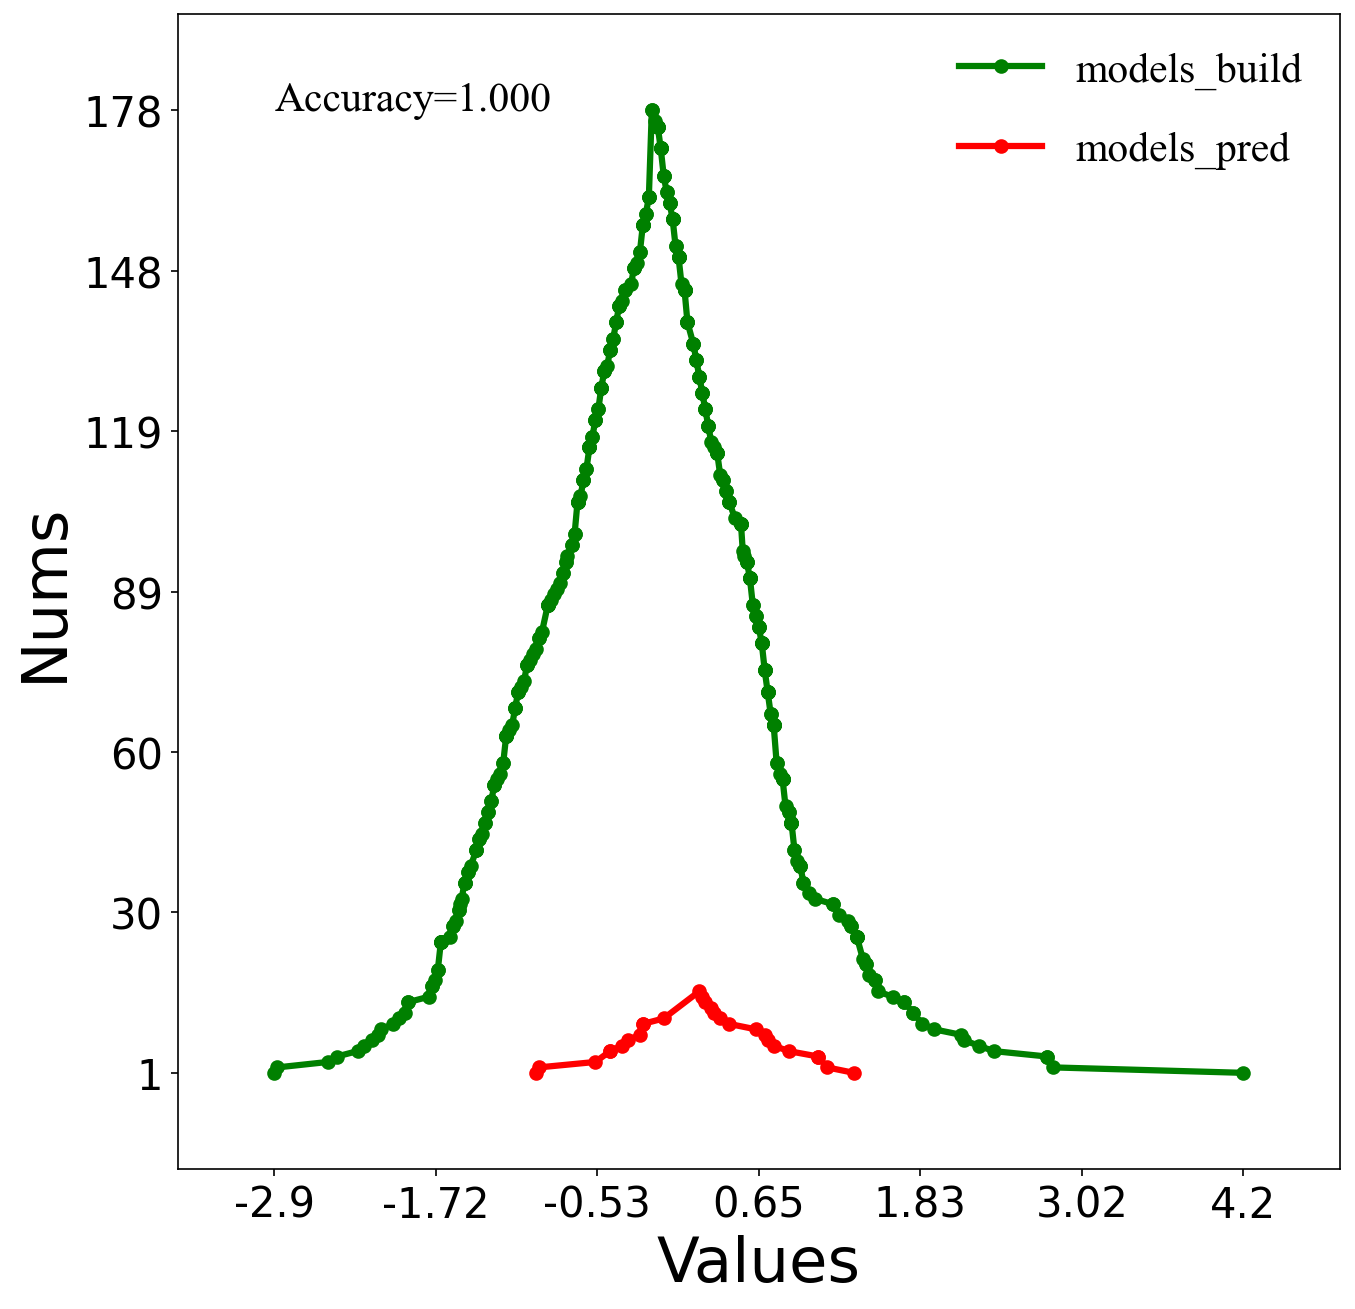 Accuracy=1.000
models_build
models_pred
178
148
119
89
60
30
1
Nums
-2.9 -1.72 -0.53 0.65 1.83 3.02 4.2
Values